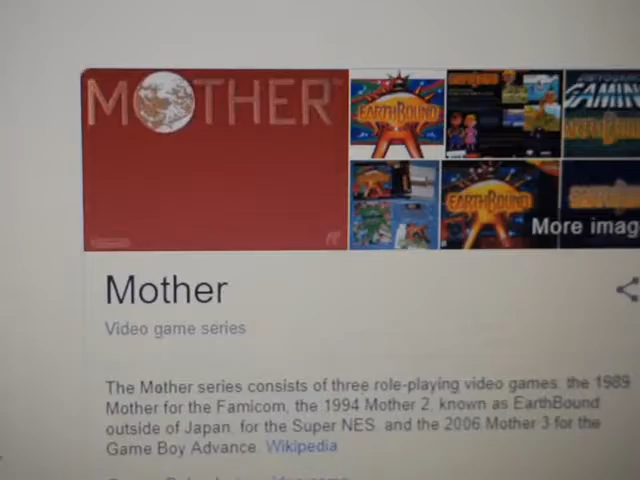 MOTHER
EARTHBOUND
GAMIN
EARTHBOUND
More imag
Mother
Video game series
The Mother series consists of three role-playing video games: the 1989
Mother for the Famicom, the 1994 Mother 2, known as EarthBound
outside of Japan, for the Super NES, and the 2006 Mother 3 for the
Game Boy Advance. Wikipedia